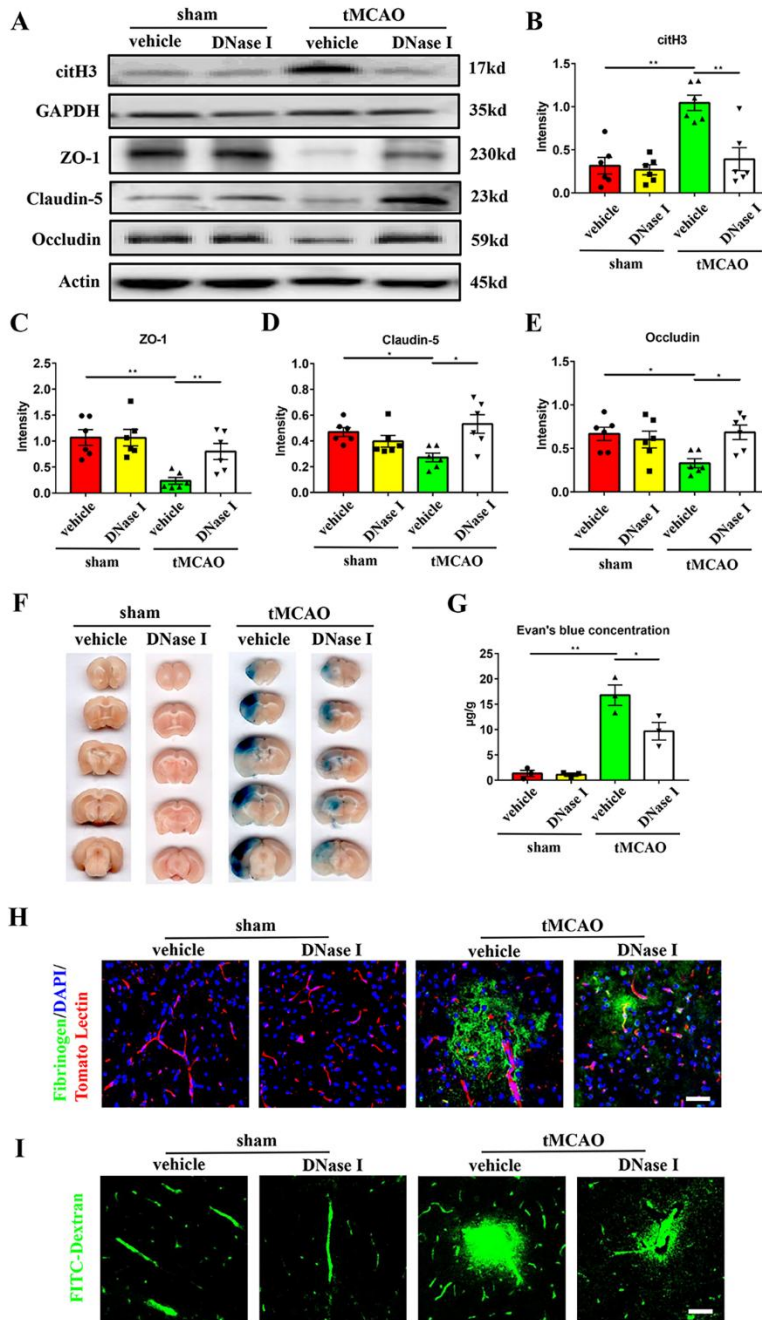 A
sham tMCAO
vehicle DNase I vehicle DNase I
citH3 17kd
GAPDH 35kd
ZO-1 230kd
Claudin-5 23kd
Occludin 59kd
Actin 45kd
B
citH3
**
**
Intensity
1.5
1.0
0.5
0.0
vehicle DNase I vehicle DNase I
sham tMCAO
C
ZO-1
**
**
Intensity
2.5
2.0
1.5
1.0
0.5
0.0
vehicle DNase I vehicle DNase I
sham tMCAO
D
Claudin-5
*
*
Intensity
1.0
0.8
0.6
0.4
0.2
0.0
vehicle DNase I vehicle DNase I
sham tMCAO
E
Occludin
*
*
Intensity
1.5
1.0
0.5
0.0
vehicle DNase I vehicle DNase I
sham tMCAO
F
sham tMCAO
vehicle DNase I vehicle DNase I
G
Evan's blue concentration
**
*
µg/g
25
20
15
10
5
0
vehicle DNase I vehicle DNase I
sham tMCAO
H
sham tMCAO
vehicle DNase I vehicle DNase I
Fibrinogen/DAPI/
Tomato Lectin
I
sham tMCAO
vehicle DNase I vehicle DNase I
FITC-Dextran